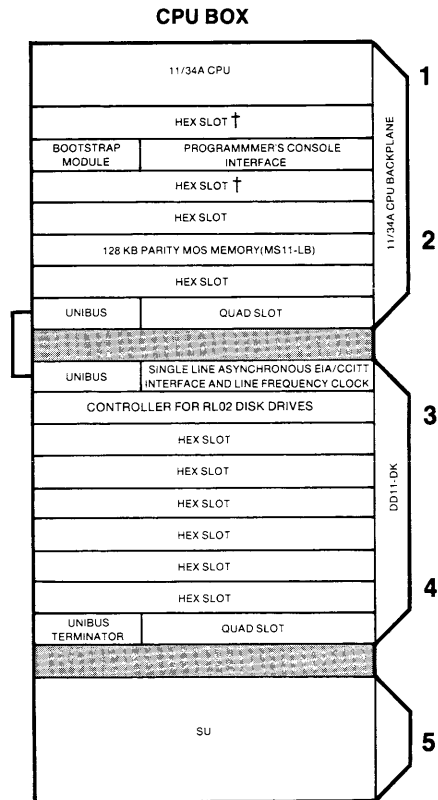 CPU BOX
11/34A CPU
1
HEX SLOT †
BOOTSTRAP
MODULE
PROGRAMMMER'S CONSOLE
INTERFACE
HEX SLOT †
HEX SLOT
11/34A CPU BACKPLANE
2
128 KB PARITY MOS MEMORY(MS11-LB)
HEX SLOT
UNIBUS
QUAD SLOT
UNIBUS
SINGLE LINE ASYNCHRONOUS EIA/CCITT
INTERFACE AND LINE FREQUENCY CLOCK
CONTROLLER FOR RL02 DISK DRIVES
3
HEX SLOT
HEX SLOT
HEX SLOT
DD11-DK
HEX SLOT
HEX SLOT
HEX SLOT
4
UNIBUS
TERMINATOR
QUAD SLOT
SU
5